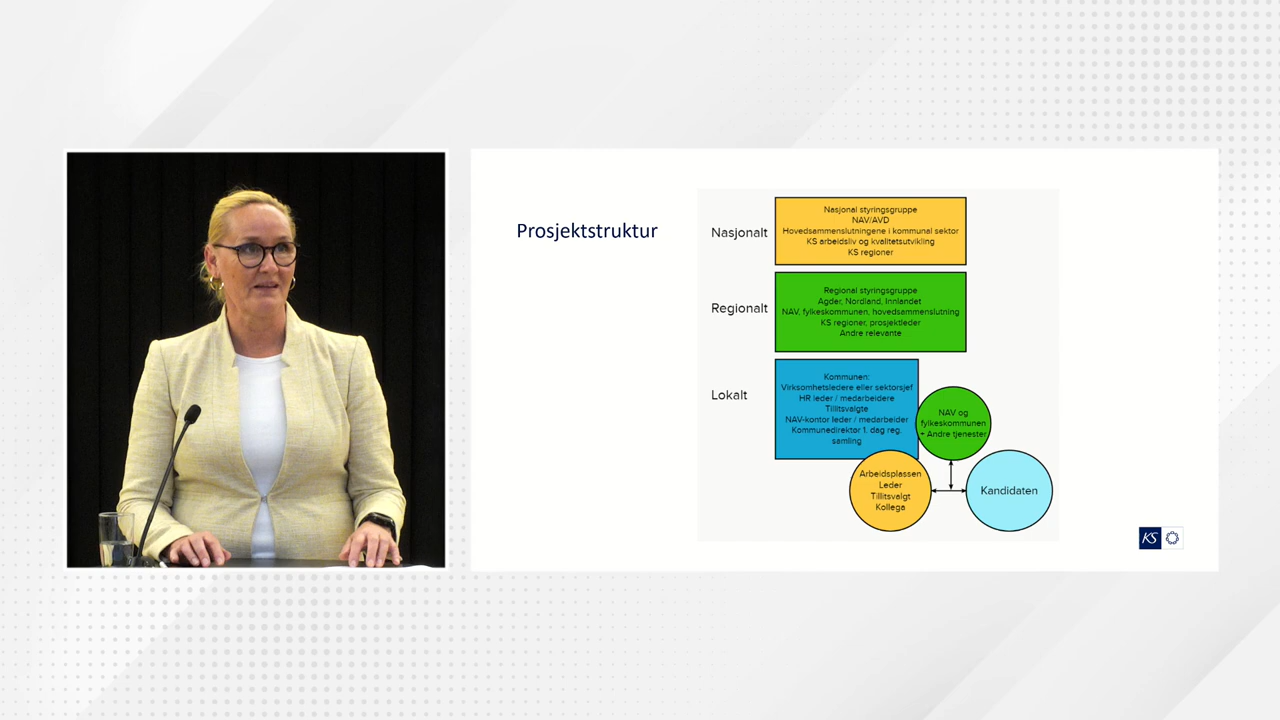 Prosjektstruktur
Nasjonalt
Nasjonal styringsgruppe
NAV/AVD
Hovedsammenslutningene i kommunal sektor
KS arbeidsliv og kvalitetsutvikling
KS regioner
Regionalt
Regional styringsgruppe
Agder, Nordland, Innlandet
NAV, fylkeskommunen, hovedsammenslutning
KS regioner, prosjektleder
Andre relevante
Lokalt
Kommunen:
Virksomhetsledere eller sektorsjef
HR leder / medarbeidere
Tillitsvalgte
NAV-kontor leder / medarbeider
Kommunedirektør 1. dag reg.
samling
NAV og
fylkeskommunen
+ Andre tjenester
Arbeidsplassen
Leder
Tillitsvalgt
Kollega
Kandidaten
KS